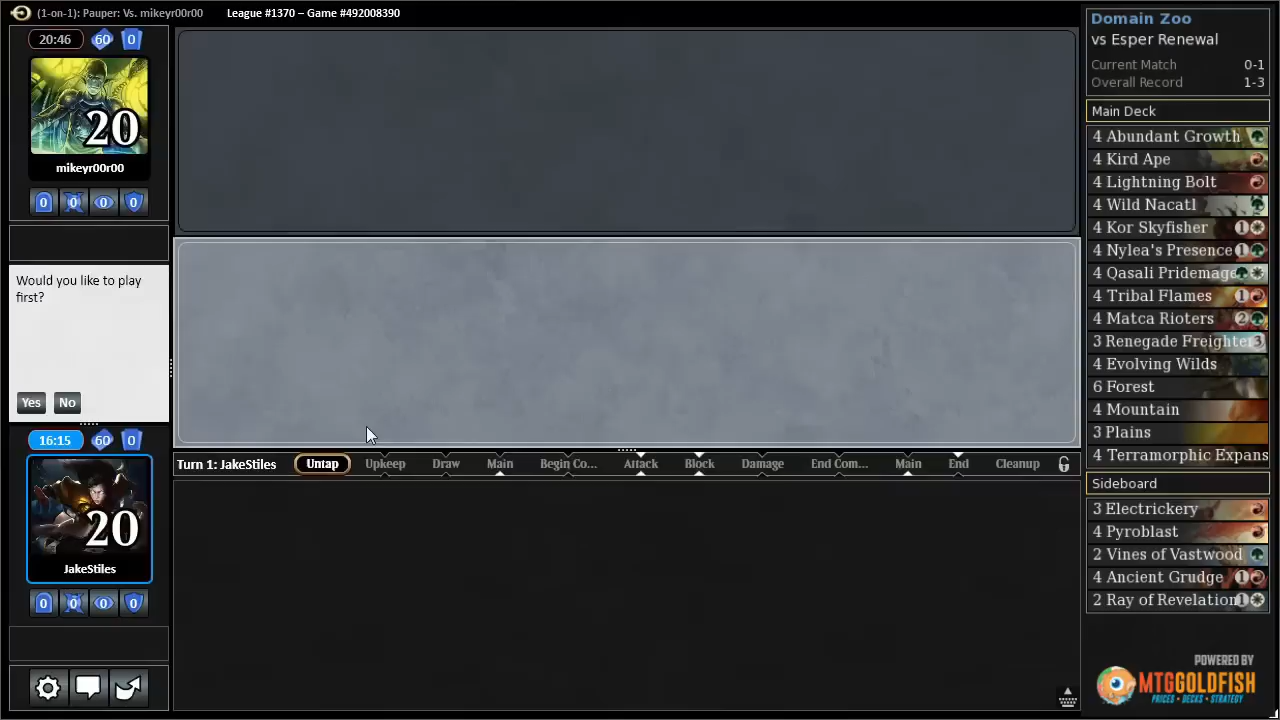 (1-on-1): Pauper: Vs. mikeyr00r00 League #1370 – Game #492008390
20:46 60 0
20
mikeyr00r00
0 0 0 0
Would you like to play
first?
Yes No
16:15 60 0
20
JakeStiles
0 0 0 0
Turn 1: JakeStiles Untap Upkeep Draw Main Begin Co... Attack Block Damage End Com... Main End Cleanup
Domain Zoo
vs Esper Renewal
Current Match 0-1
Overall Record 1-3
Main Deck
4 Abundant Growth
4 Kird Ape
4 Lightning Bolt
4 Wild Nacatl
4 Kor Skyfisher 1
4 Nylea's Presence 1
4 Qasali Pridemage
4 Tribal Flames 1
4 Matca Rioters 2
3 Renegade Freighter 3
4 Evolving Wilds
6 Forest
4 Mountain
3 Plains
4 Terramorphic Expans
Sideboard
3 Electrickery
4 Pyroblast
2 Vines of Vastwood
4 Ancient Grudge 1
2 Ray of Revelation 1
POWERED BY
MTGGOLDFISH
PRICES • DECKS • STRATEGY